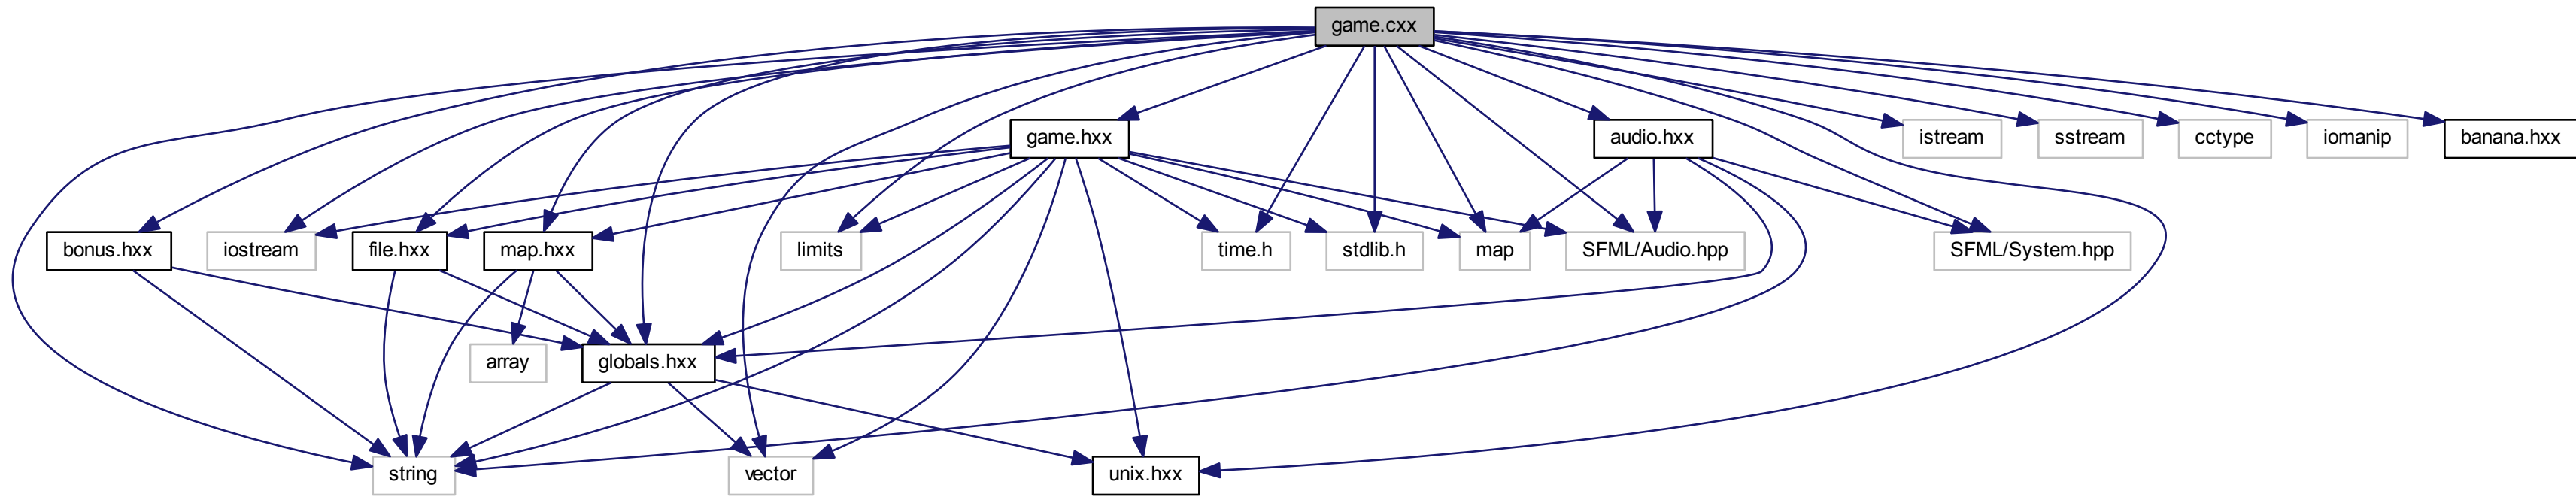 game.cxx
game.hxx
audio.hxx
istream
sstream
cctype
iomanip
banana.hxx
bonus.hxx
iostream
file.hxx
map.hxx
limits
time.h
stdlib.h
map
SFML/Audio.hpp
SFML/System.hpp
array
globals.hxx
string
vector
unix.hxx